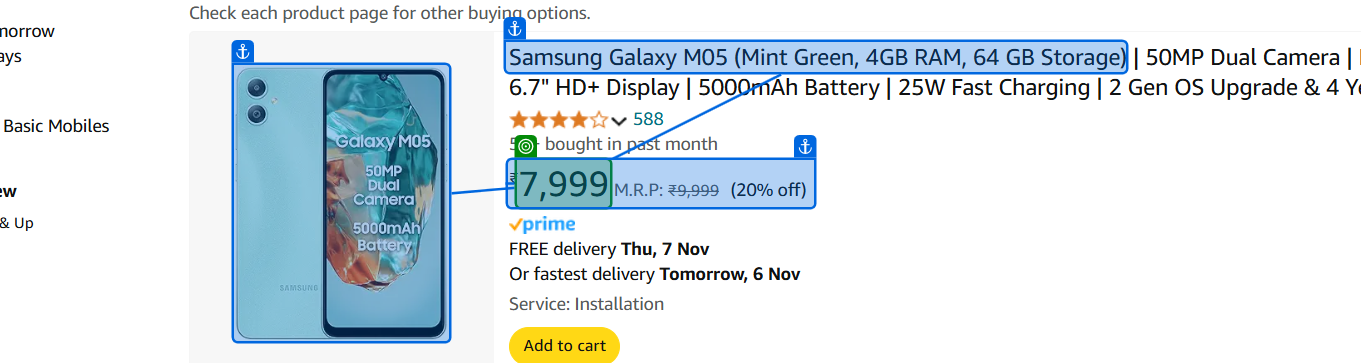 Check each product page for other buying options.
ays
Basic Mobiles
& Up
Galaxy M05
50MP
Dual
Camera
5000mAh
Battery
SAMSUNG
Samsung Galaxy M05 (Mint Green, 4GB RAM, 64 GB Storage) | 50MP Dual Camera |
6.7" HD+ Display | 5000mAh Battery | 25W Fast Charging | 2 Gen OS Upgrade & 4
588
bought in past month
₹7,999 M.R.P: ₹9,999 (20% off)
prime
FREE delivery Thu, 7 Nov
Or fastest delivery Tomorrow, 6 Nov
Service: Installation
Add to cart